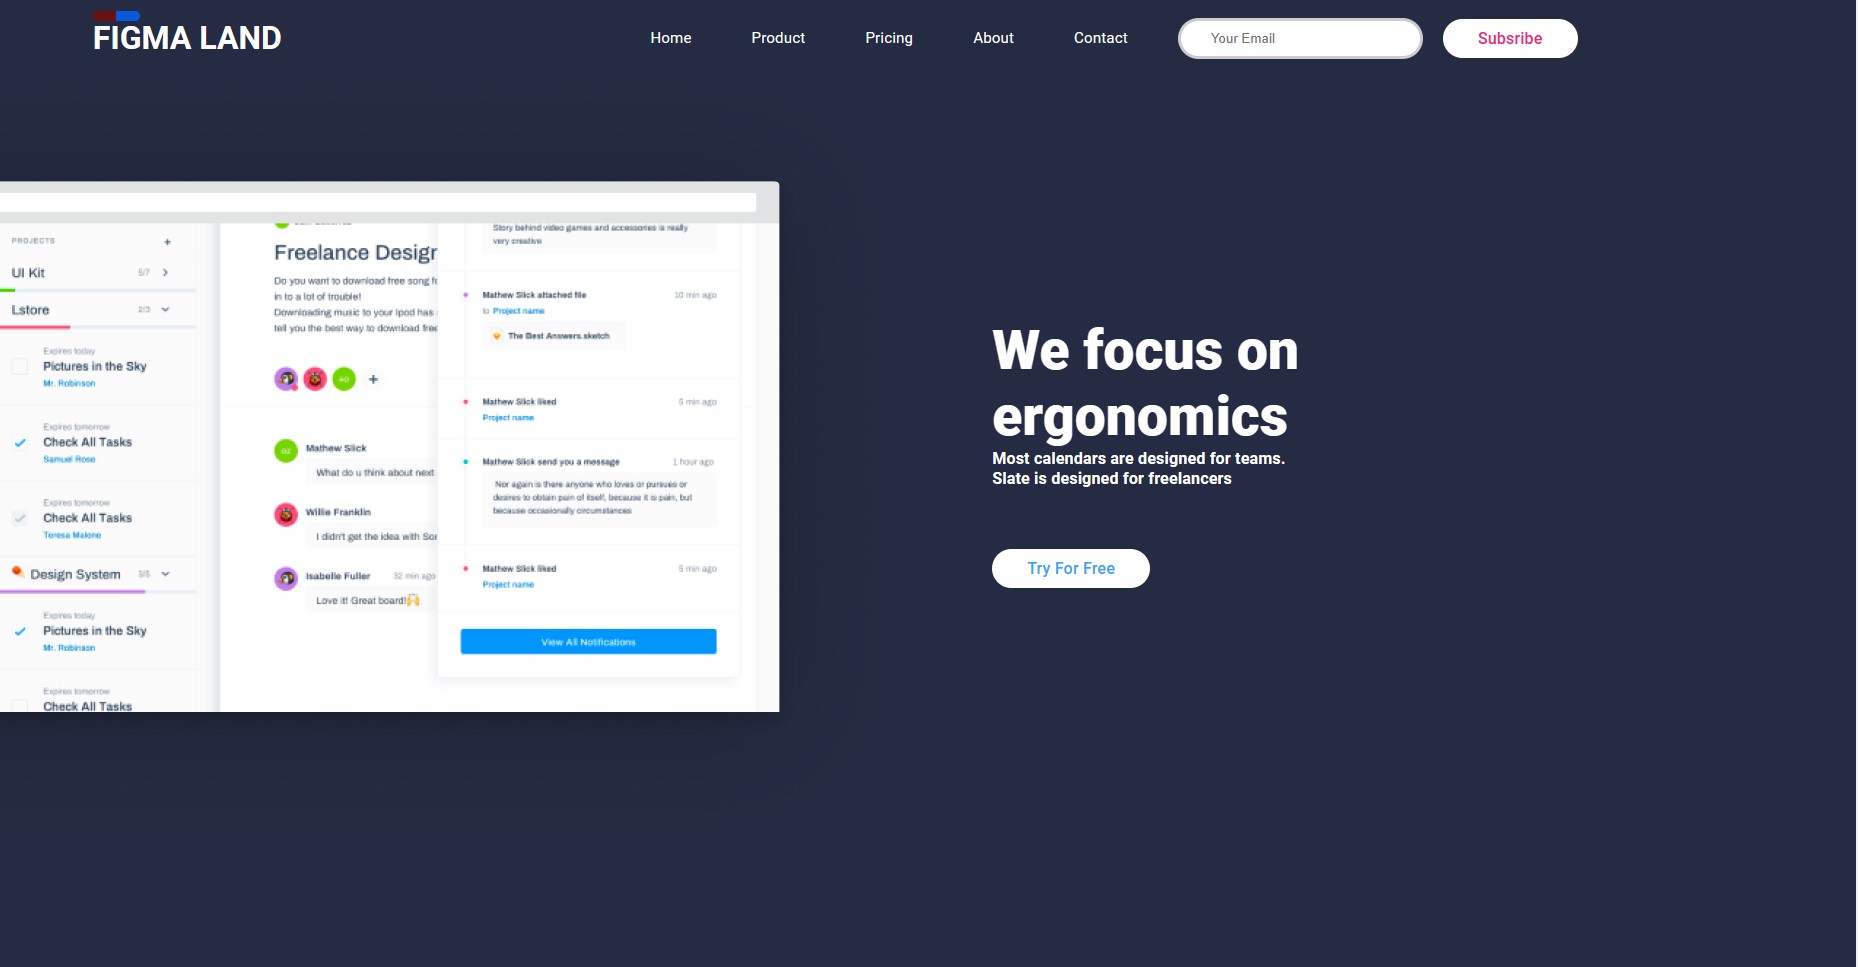 FIGMA LAND
Home
Product
Pricing
About
Contact
Your Email
Subsribe
PROJECTS
+
UI Kit
5/7
Lstore
2/3
Expires today
Pictures in the Sky
Mr. Robinson
Expires tomorrow
Check All Tasks
Samuel Rose
Expires tomorrow
Check All Tasks
Teresa Malone
Design System
3/5
Expires today
Pictures in the Sky
Mr. Robinson
Expires tomorrow
Check All Tasks
Freelance Design
Do you want to download free song fo
in to a lot of trouble!
Downloading music to your Ipod has
tell you the best way to download free
+
Mathew Slick
What do u think about next
Willie Franklin
I didn't get the idea with Son
Isabelle Fuller
32 min ago
Love it! Great board!🙌
Story behind video games and accessories is really
very creative
Mathew Slick attached file
10 min ago
to Project name
The Best Answers.sketch
Mathew Slick liked
5 min ago
Project name
Mathew Slick send you a message
1 hour ago
Nor again is there anyone who loves or pursues or
desires to obtain pain of itself, because it is pain, but
because occasionally circumstances
Mathew Slick liked
5 min ago
Project name
View All Notifications
We focus on
ergonomics
Most calendars are designed for teams.
Slate is designed for freelancers
Try For Free